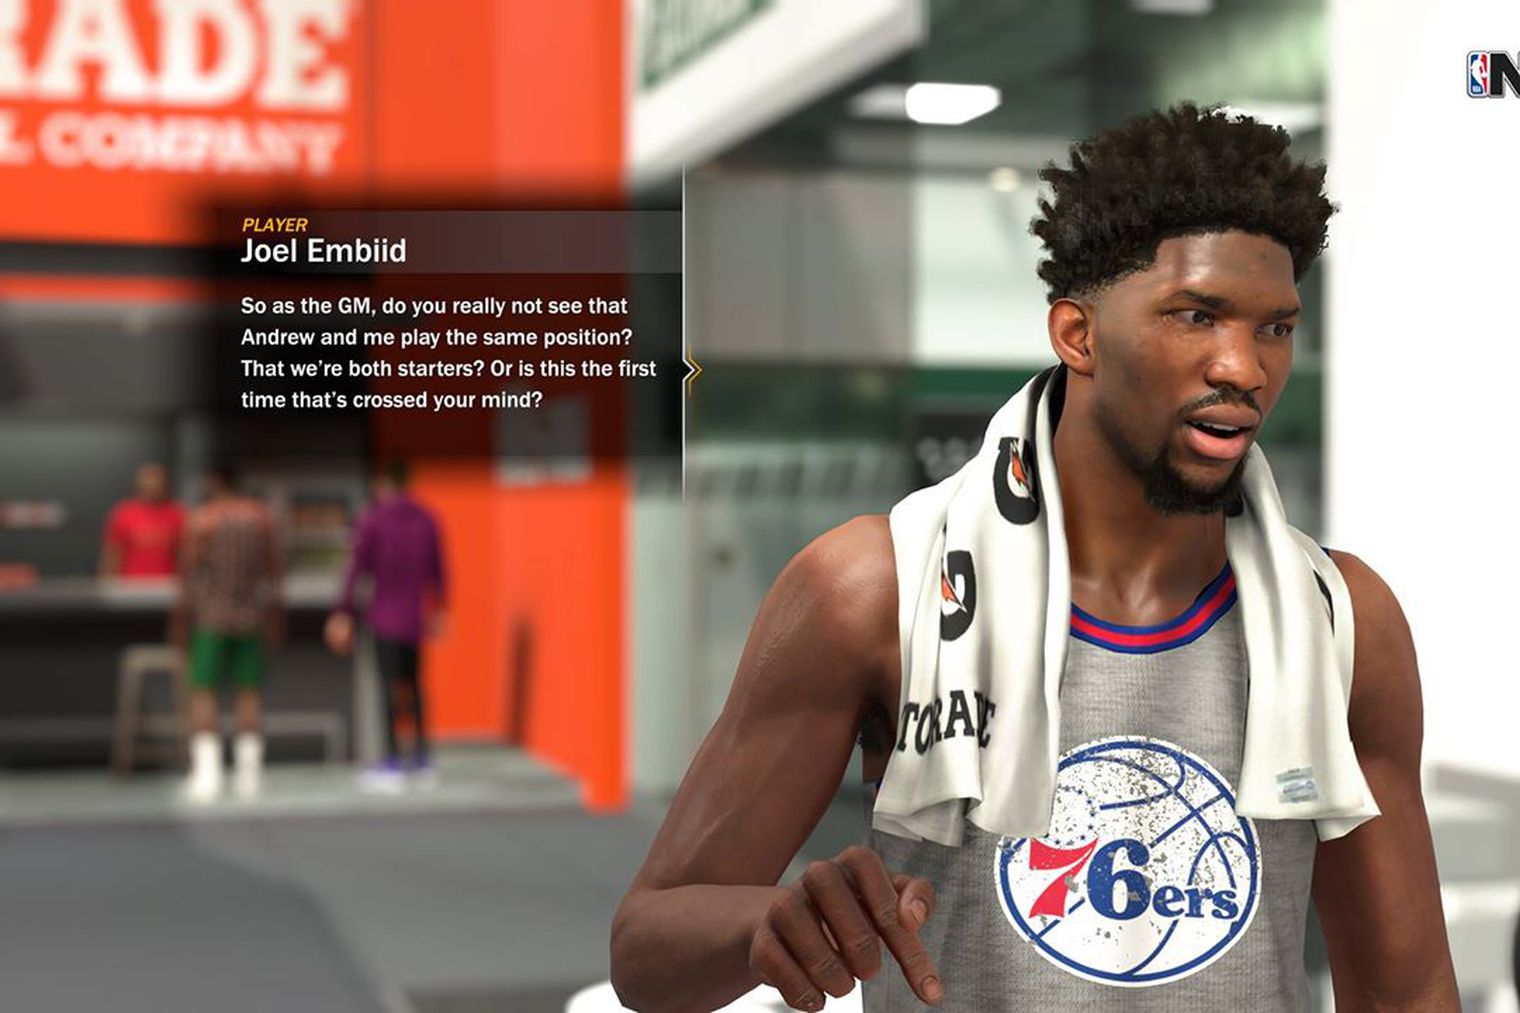 RADE
L COMPANY
N
PLAYER
Joel Embiid
So as the GM, do you really not see that
Andrew and me play the same position?
That we're both starters? Or is this the first
time that's crossed your mind?
G
G
TORADE
76ers